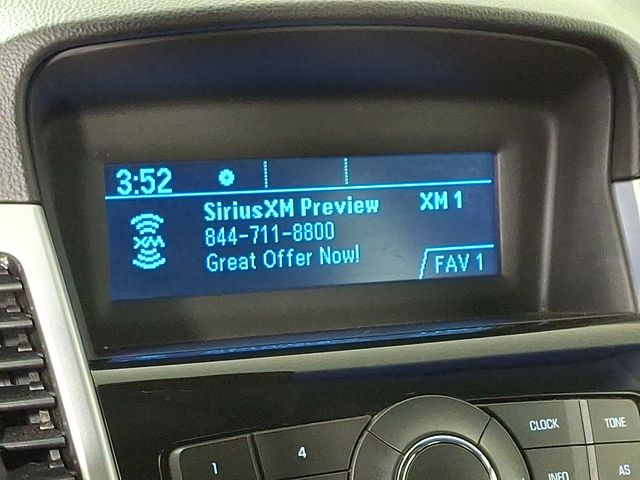 3:52
SiriusXM Preview XM 1
XM
844-711-8800
Great Offer Now!
FAV 1
CLOCK TONE
1 4
INFO AS